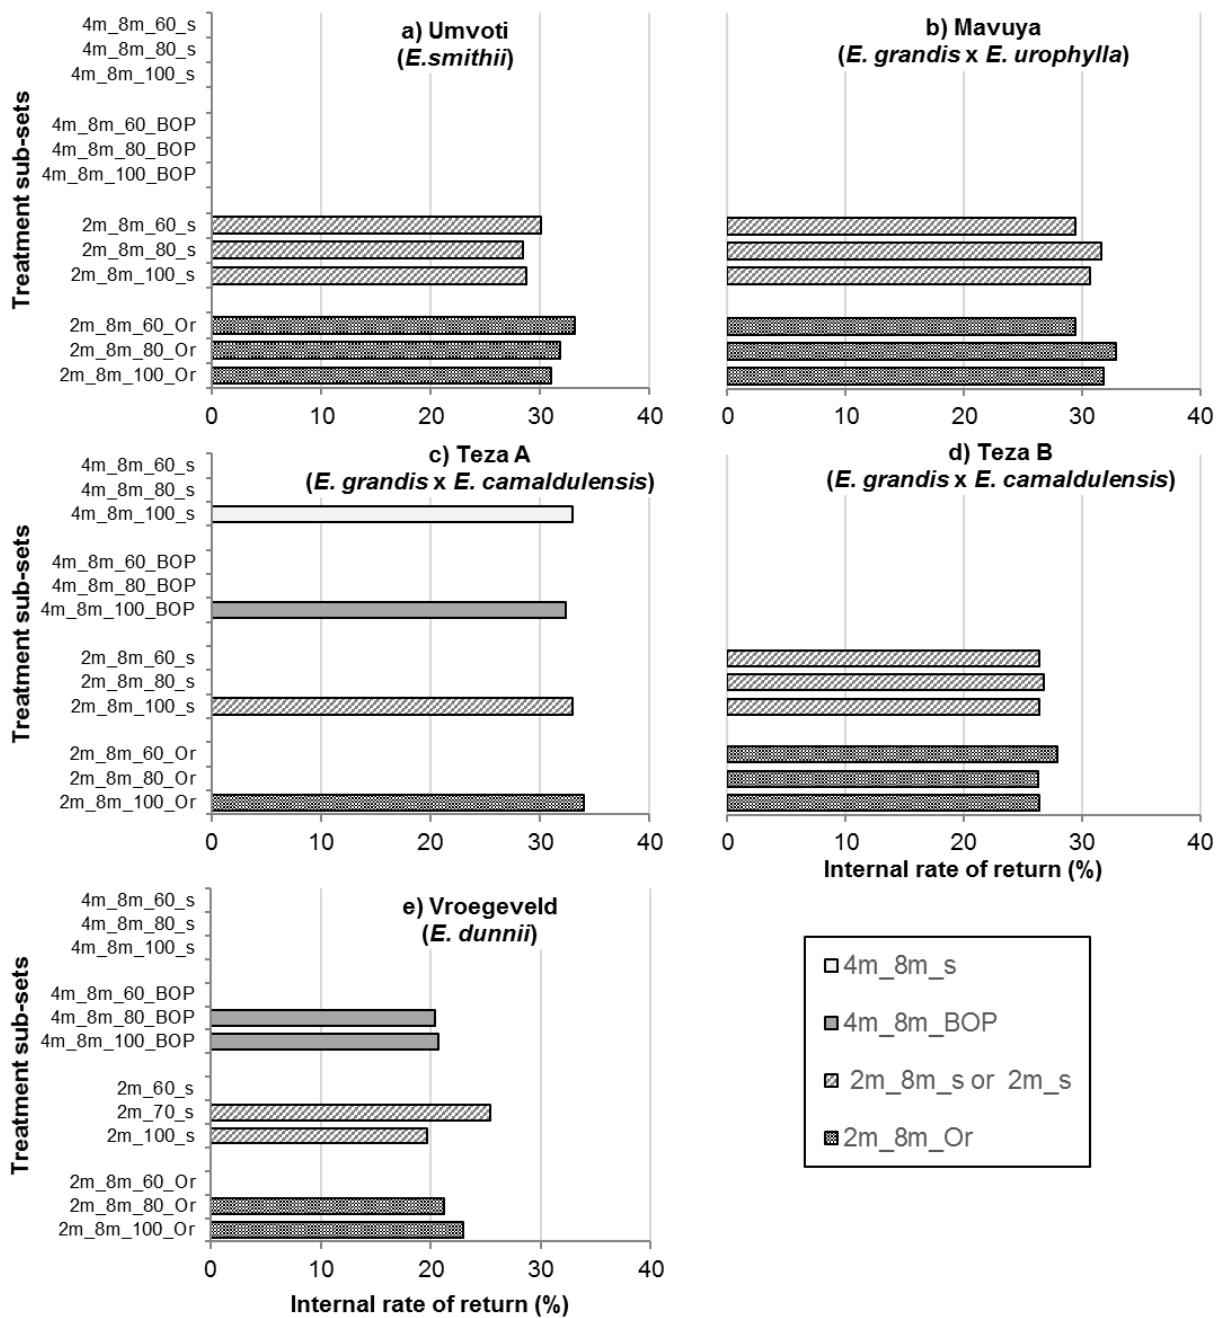 Treatment sub-sets
4m_8m_60_s
4m_8m_80_s
4m_8m_100_s
4m_8m_60_BOP
4m_8m_80_BOP
4m_8m_100_BOP
2m_8m_60_s
2m_8m_80_s
2m_8m_100_s
2m_8m_60_Or
2m_8m_80_Or
2m_8m_100_Or
a) Umvoti
(E.smithii)
0 10 20 30 40
b) Mavuya
(E. grandis x E. urophylla)
0 10 20 30 40
Treatment sub-sets
4m_8m_60_s
4m_8m_80_s
4m_8m_100_s
4m_8m_60_BOP
4m_8m_80_BOP
4m_8m_100_BOP
2m_8m_60_s
2m_8m_80_s
2m_8m_100_s
2m_8m_60_Or
2m_8m_80_Or
2m_8m_100_Or
c) Teza A
(E. grandis x E. camaldulensis)
0 10 20 30 40
d) Teza B
(E. grandis x E. camaldulensis)
0 10 20 30 40
Internal rate of return (%)
Treatment sub-sets
4m_8m_60_s
4m_8m_80_s
4m_8m_100_s
4m_8m_60_BOP
4m_8m_80_BOP
4m_8m_100_BOP
2m_60_s
2m_70_s
2m_100_s
2m_8m_60_Or
2m_8m_80_Or
2m_8m_100_Or
e) Vroegeveld
(E. dunnii)
0 10 20 30 40
Internal rate of return (%)
4m_8m_s
4m_8m_BOP
2m_8m_s or 2m_s
2m_8m_Or